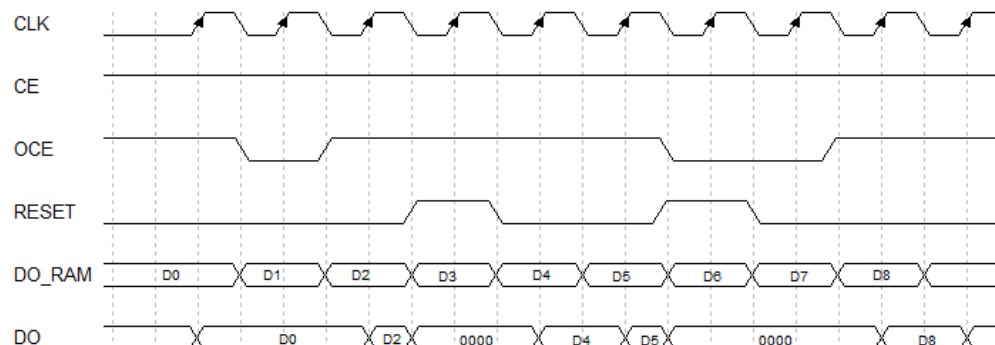 CLK
CE
OCE
RESET
DO_RAM D0 D1 D2 D3 D4 D5 D6 D7 D8
DO D0 D2 0000 D4 D5 0000 D8